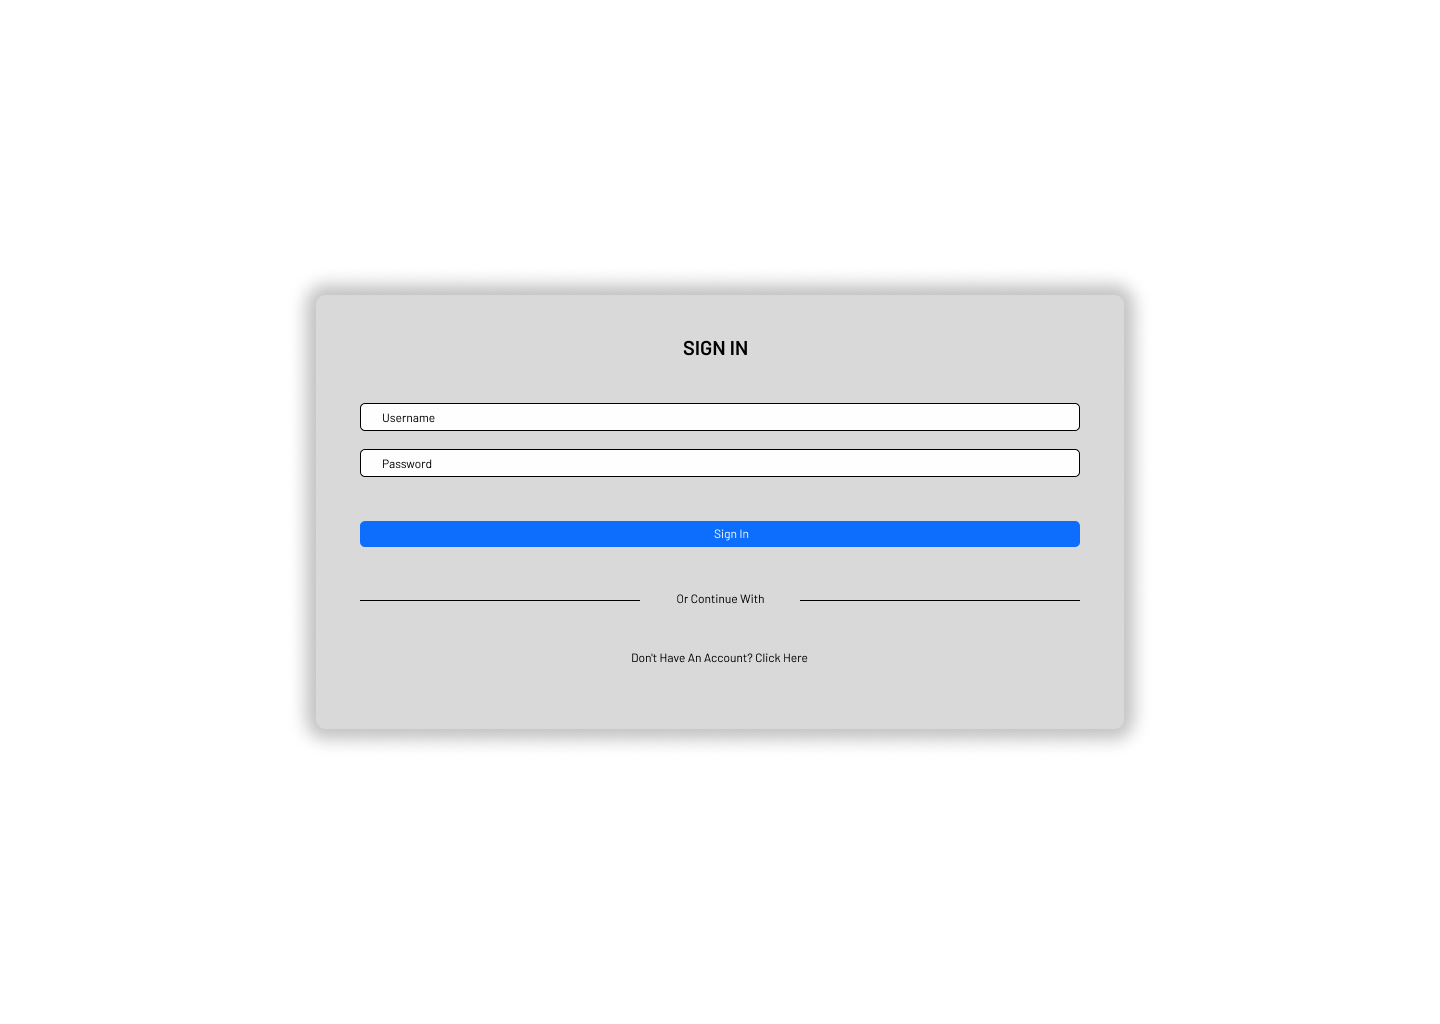 SIGN IN
Username
Password
Sign In
Or Continue With
Don't Have An Account? Click Here